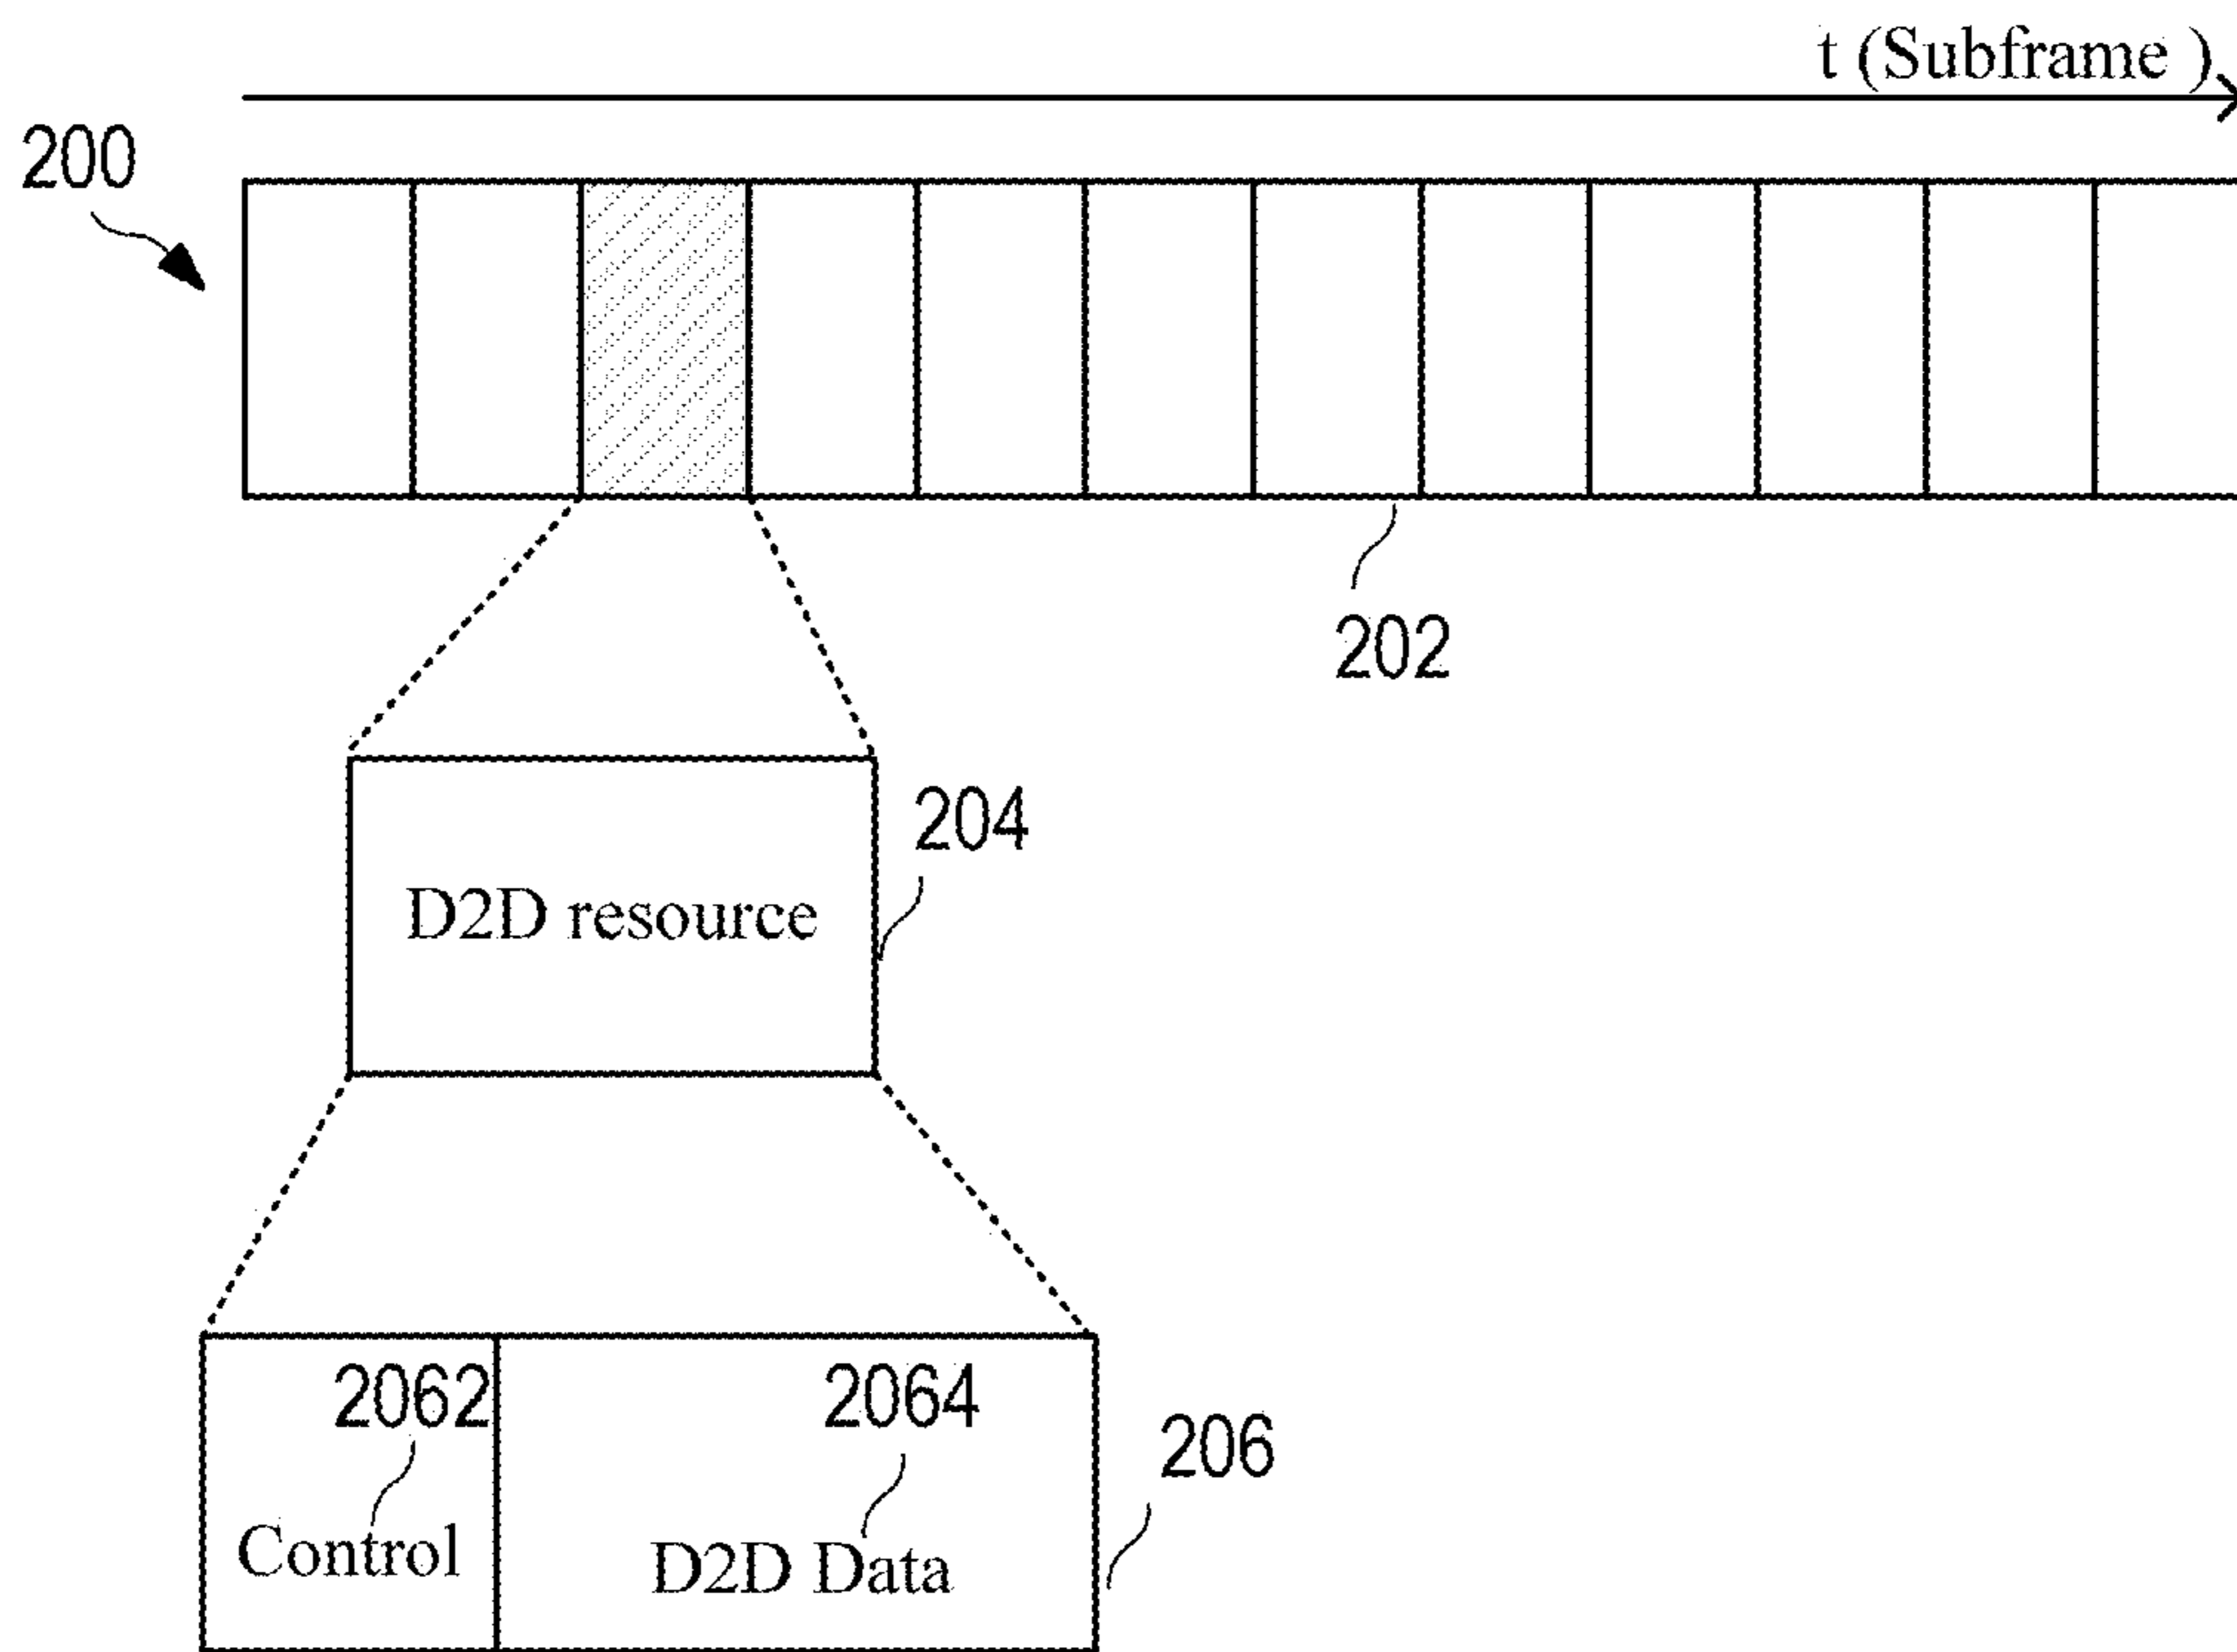 t (Subframe )
200
202
204
D2D resource
2062
2064
206
Control
D2D Data